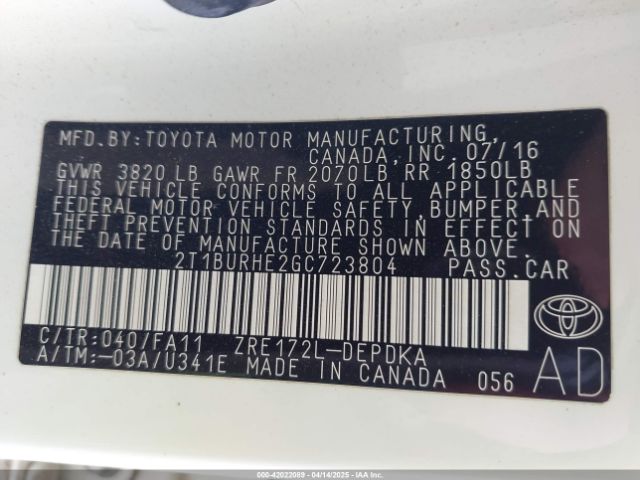 MFD.BY:TOYOTA MOTOR MANUFACTURING,
CANADA,INC. 07/16
GVWR 3820 LB GAWR FR 2070LB RR 1850LB
THIS VEHICLE CONFORMS TO ALL APPLICABLE
FEDERAL MOTOR VEHICLE SAFETY,BUMPER,AND
THEFT PREVENTION STANDARDS IN EFFECT ON
THE DATE OF MANUFACTURE SHOWN ABOVE.
2T1BURHE2GC723804 PASS.CAR
C/TR:040/FA11 ZRE172L-DEPDKA
A/TM:-03A/U341E MADE IN CANADA 056
AD
000-42022089 - 04/14/2025 - IAA Inc.